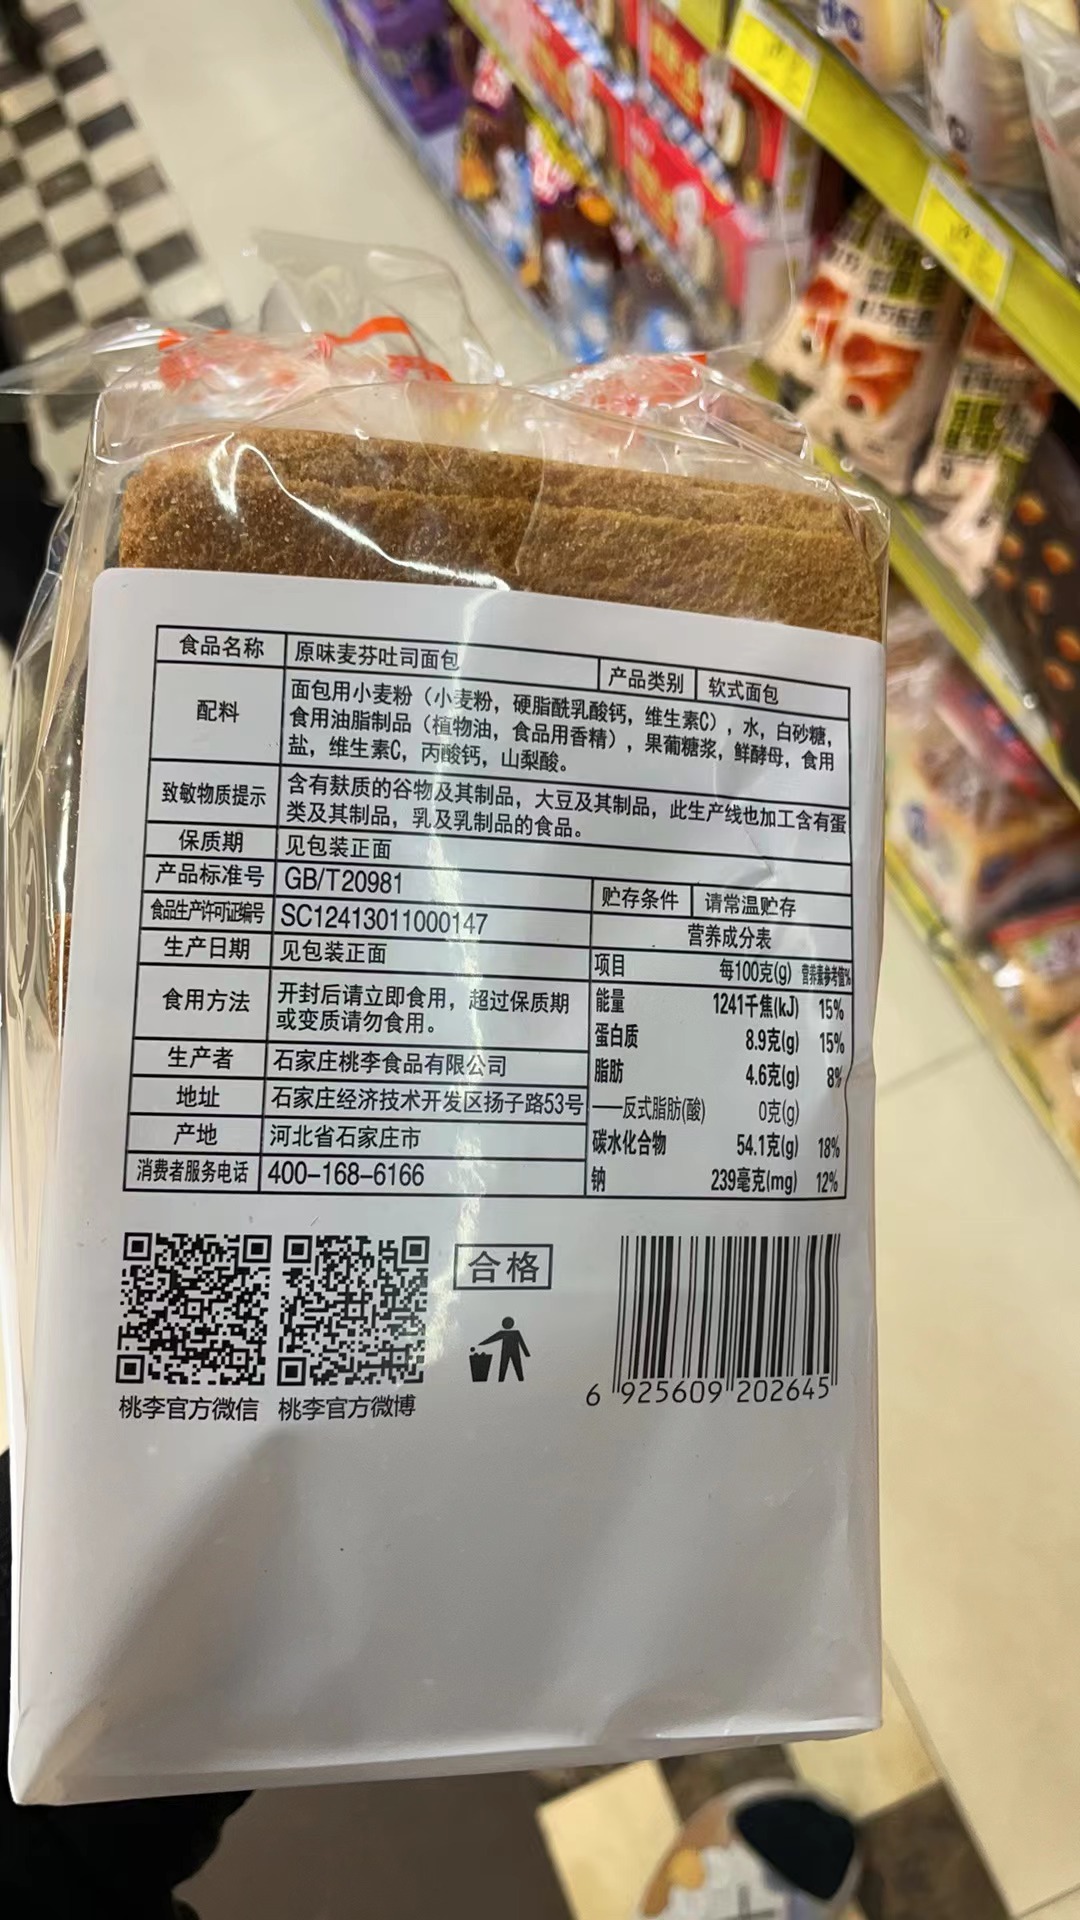 食品名称 原味麦芬吐司面包 产品类别 软式面包
配料 面包用小麦粉（小麦粉，硬脂酰乳酸钙，维生素C），水，白砂糖，
食用油脂制品（植物油，食品用香精），果葡糖浆，鲜酵母，食用
盐，维生素C，丙酸钙，山梨酸。
致敏物质提示 含有麸质的谷物及其制品，大豆及其制品，此生产线也加工含有蛋
类及其制品，乳及乳制品的食品。
保质期 见包装正面
产品标准号 GB/T20981
贮存条件 请常温贮存
食品生产许可证编号 SC12413011000147
生产日期 见包装正面
食用方法 开封后请立即食用，超过保质期
或变质请勿食用。
生产者 石家庄桃李食品有限公司
地址 石家庄经济技术开发区扬子路53号
产地 河北省石家庄市
消费者服务电话 400-168-6166
营养成分表
项目 每100克(g) 营养素参考值%
能量 1241千焦(kJ) 15%
蛋白质 8.9克(g) 15%
脂肪 4.6克(g) 8%
——反式脂肪(酸) 0克(g)
碳水化合物 54.1克(g) 18%
钠 239毫克(mg) 12%
合格
桃李官方微信 桃李官方微博
6 925609 202645